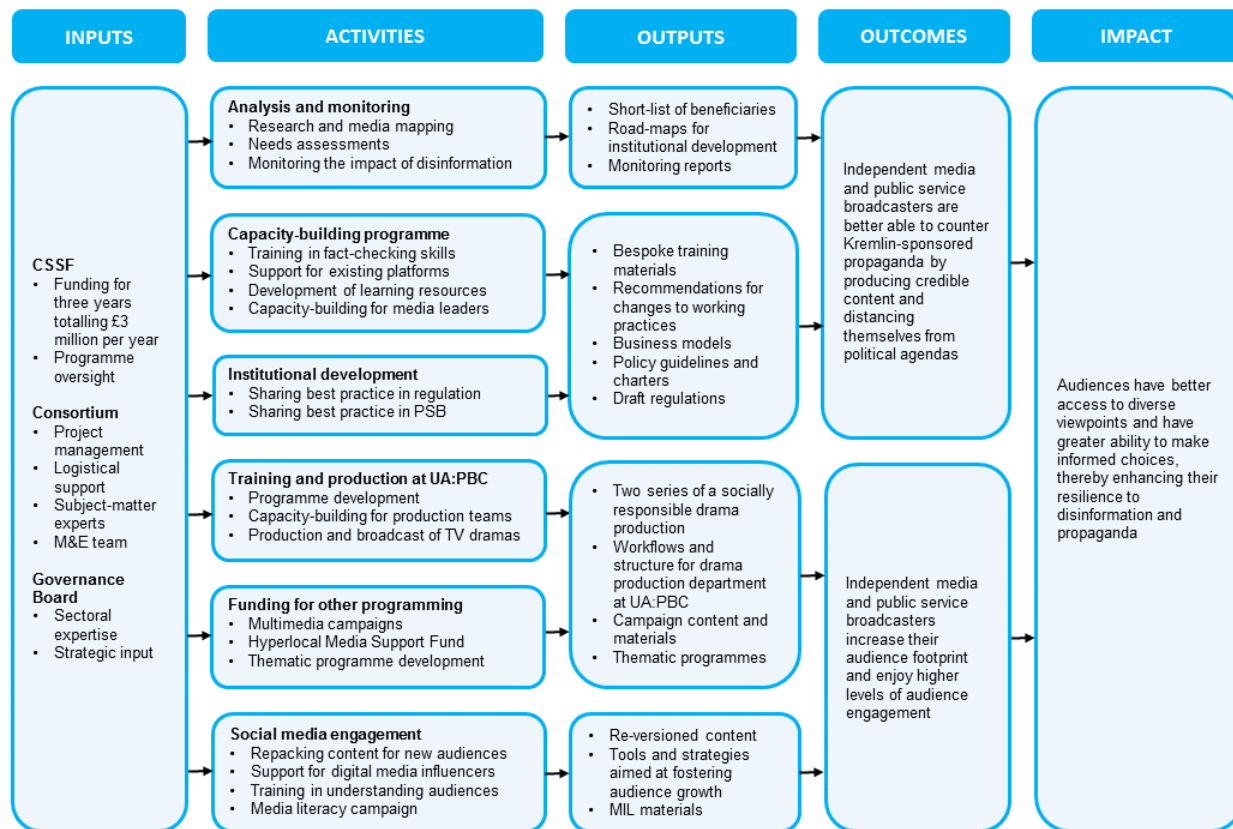 INPUTS
ACTIVITIES
OUTPUTS
OUTCOMES
IMPACT
CSSF
• Funding for
three years
totalling £3
million per year
• Programme
oversight
Consortium
• Project
management
• Logistical
support
• Subject-matter
experts
• M&E team
Governance
Board
• Sectoral
expertise
• Strategic input
Analysis and monitoring
• Research and media mapping
• Needs assessments
• Monitoring the impact of disinformation
Capacity-building programme
• Training in fact-checking skills
• Support for existing platforms
• Development of learning resources
• Capacity-building for media leaders
Institutional development
• Sharing best practice in regulation
• Sharing best practice in PSB
Training and production at UA:PBC
• Programme development
• Capacity-building for production teams
• Production and broadcast of TV dramas
Funding for other programming
• Multimedia campaigns
• Hyperlocal Media Support Fund
• Thematic programme development
Social media engagement
• Repacking content for new audiences
• Support for digital media influencers
• Training in understanding audiences
• Media literacy campaign
• Short-list of beneficiaries
• Road-maps for
institutional development
• Monitoring reports
• Bespoke training
materials
• Recommendations for
changes to working
practices
• Business models
• Policy guidelines and
charters
• Draft regulations
• Two series of a socially
responsible drama
production
• Workflows and
structure for drama
production department
at UA:PBC
• Campaign content and
materials
• Thematic programmes
• Re-versioned content
• Tools and strategies
aimed at fostering
audience growth
• MIL materials
Independent media
and public service
broadcasters are
better able to counter
Kremlin-sponsored
propaganda by
producing credible
content and
distancing
themselves from
political agendas
Independent media
and public service
broadcasters
increase their
audience footprint
and enjoy higher
levels of audience
engagement
Audiences have better
access to diverse
viewpoints and have
greater ability to make
informed choices,
thereby enhancing their
resilience to
disinformation and
propaganda